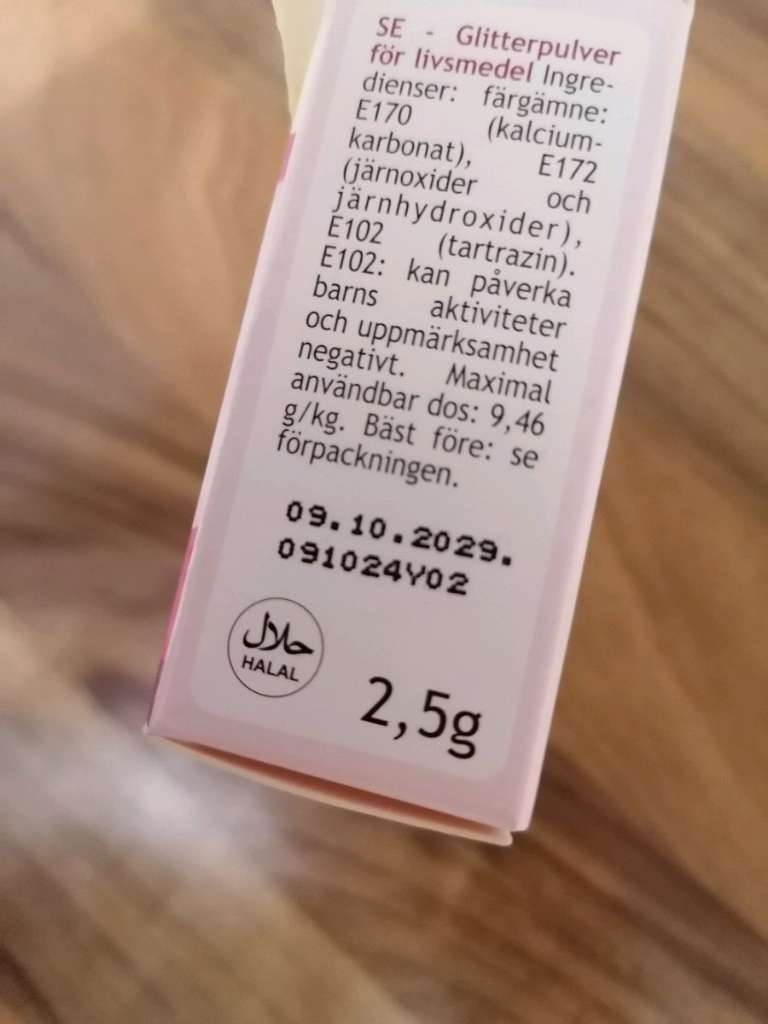 SE - Glitterpulver
för livsmedel Ingre-
dienser: färgämne:
E170 (kalcium-
karbonat), E172
(järnoxider och
järnhydroxider),
E102 (tartrazin).
E102: kan påverka
barns aktiviteter
och uppmärksamhet
negativt. Maximal
användbar dos: 9,46
g/kg. Bäst före: se
förpackningen.
09.10.2029.
091024Y02
حلال
HALAL
2,5g